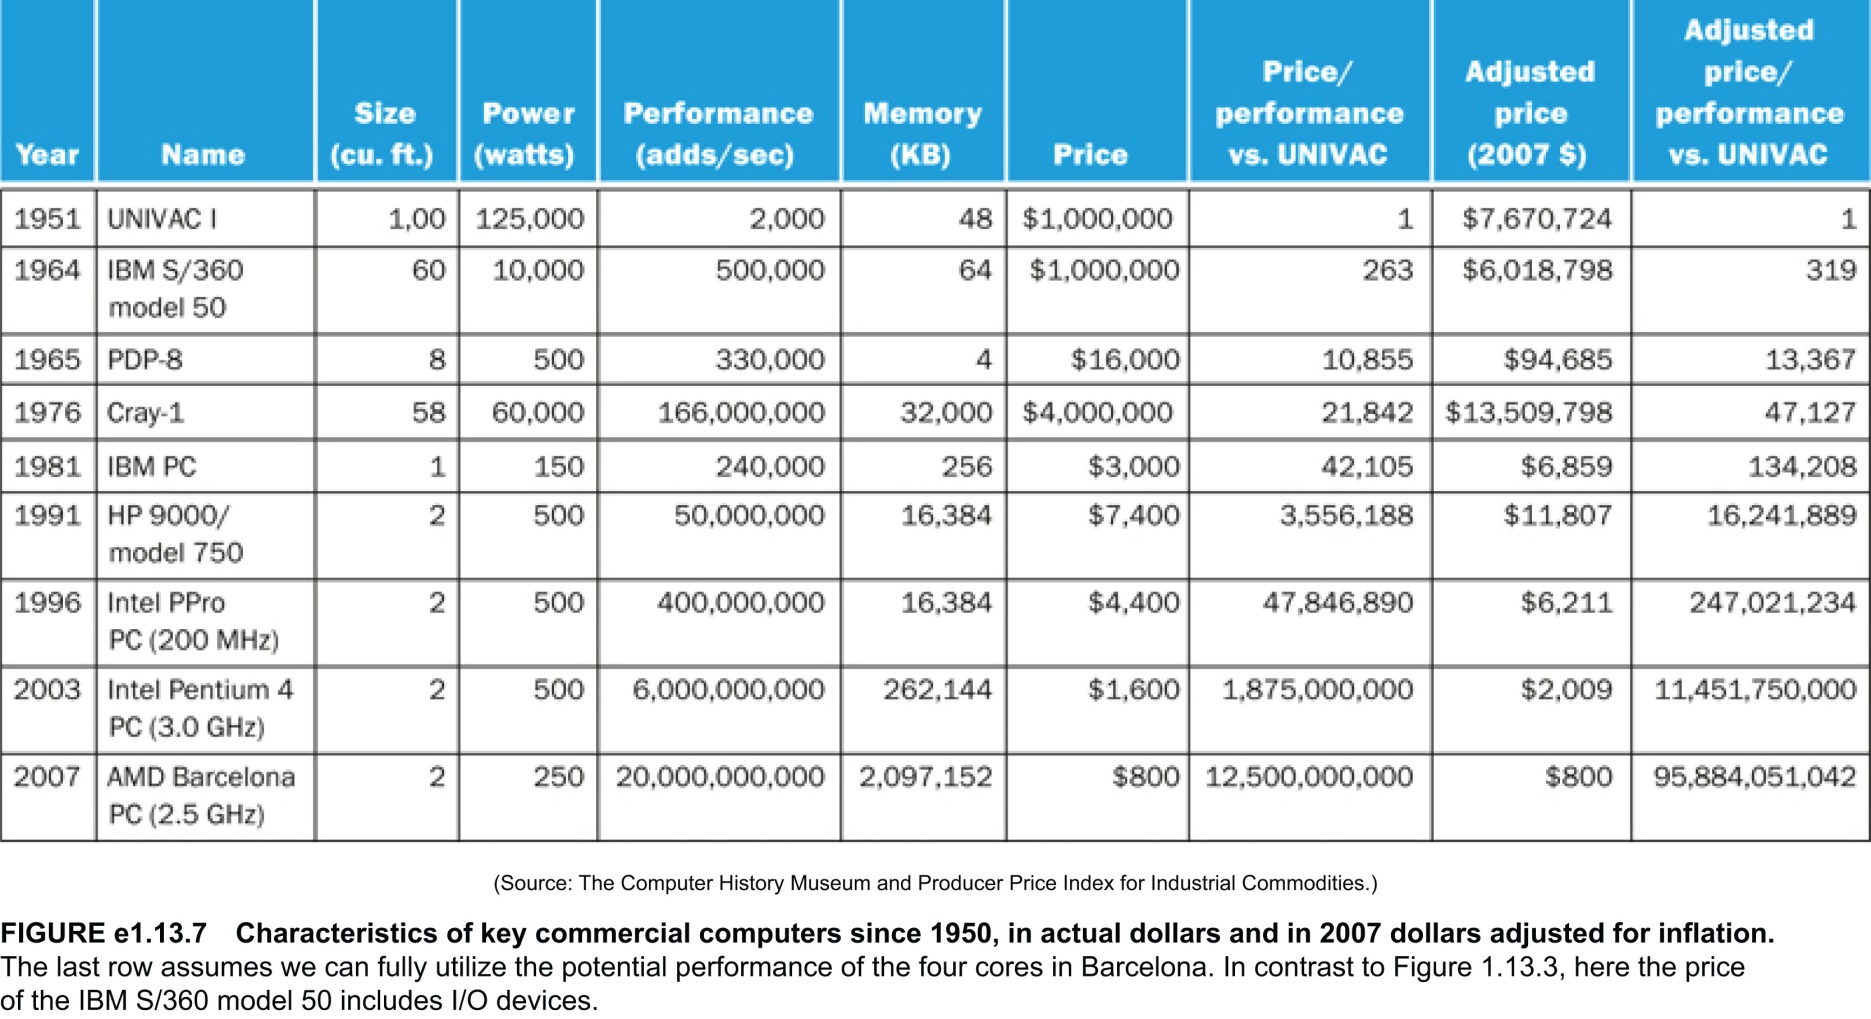 Year Name Size (cu. ft.) Power (watts) Performance (adds/sec) Memory (KB) Price Price/ performance vs. UNIVAC Adjusted price (2007 $) Adjusted price/ performance vs. UNIVAC
1951 UNIVAC I 1,00 125,000 2,000 48 $1,000,000 1 $7,670,724 1
1964 IBM S/360 60 10,000 500,000 64 $1,000,000 263 $6,018,798 319
model 50
1965 PDP-8 8 500 330,000 4 $16,000 10,855 $94,685 13,367
1976 Cray-1 58 60,000 166,000,000 32,000 $4,000,000 21,842 $13,509,798 47,127
1981 IBM PC 1 150 240,000 256 $3,000 42,105 $6,859 134,208
1991 HP 9000/ 2 500 50,000,000 16,384 $7,400 3,556,188 $11,807 16,241,889
model 750
1996 Intel PPro 2 500 400,000,000 16,384 $4,400 47,846,890 $6,211 247,021,234
PC (200 MHz)
2003 Intel Pentium 4 2 500 6,000,000,000 262,144 $1,600 1,875,000,000 $2,009 11,451,750,000
PC (3.0 GHz)
2007 AMD Barcelona 2 250 20,000,000,000 2,097,152 $800 12,500,000,000 $800 95,884,051,042
PC (2.5 GHz)
(Source: The Computer History Museum and Producer Price Index for Industrial Commodities.)
FIGURE e1.13.7 Characteristics of key commercial computers since 1950, in actual dollars and in 2007 dollars adjusted for inflation.
The last row assumes we can fully utilize the potential performance of the four cores in Barcelona. In contrast to Figure 1.13.3, here the price
of the IBM S/360 model 50 includes I/O devices.